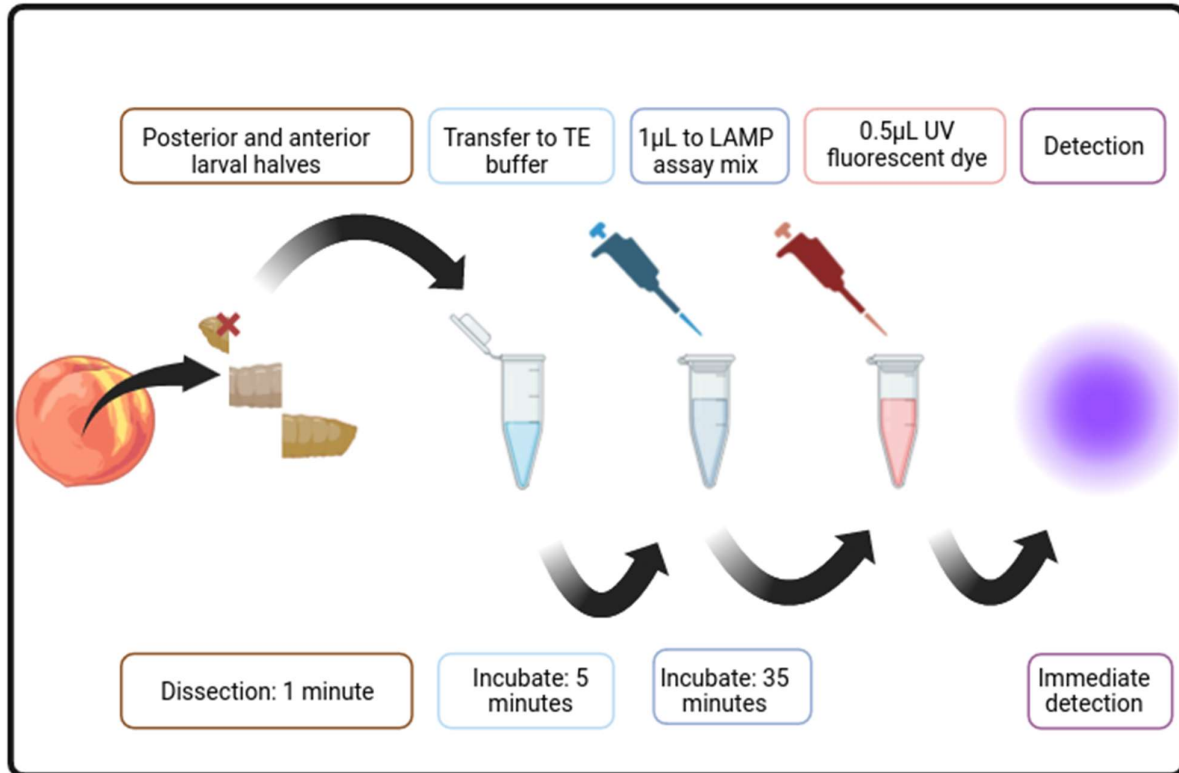 Posterior and anterior
larval halves
Transfer to TE
buffer
1µL to LAMP
assay mix
0.5µL UV
fluorescent dye
Detection
Dissection: 1 minute
Incubate: 5
minutes
Incubate: 35
minutes
Immediate
detection